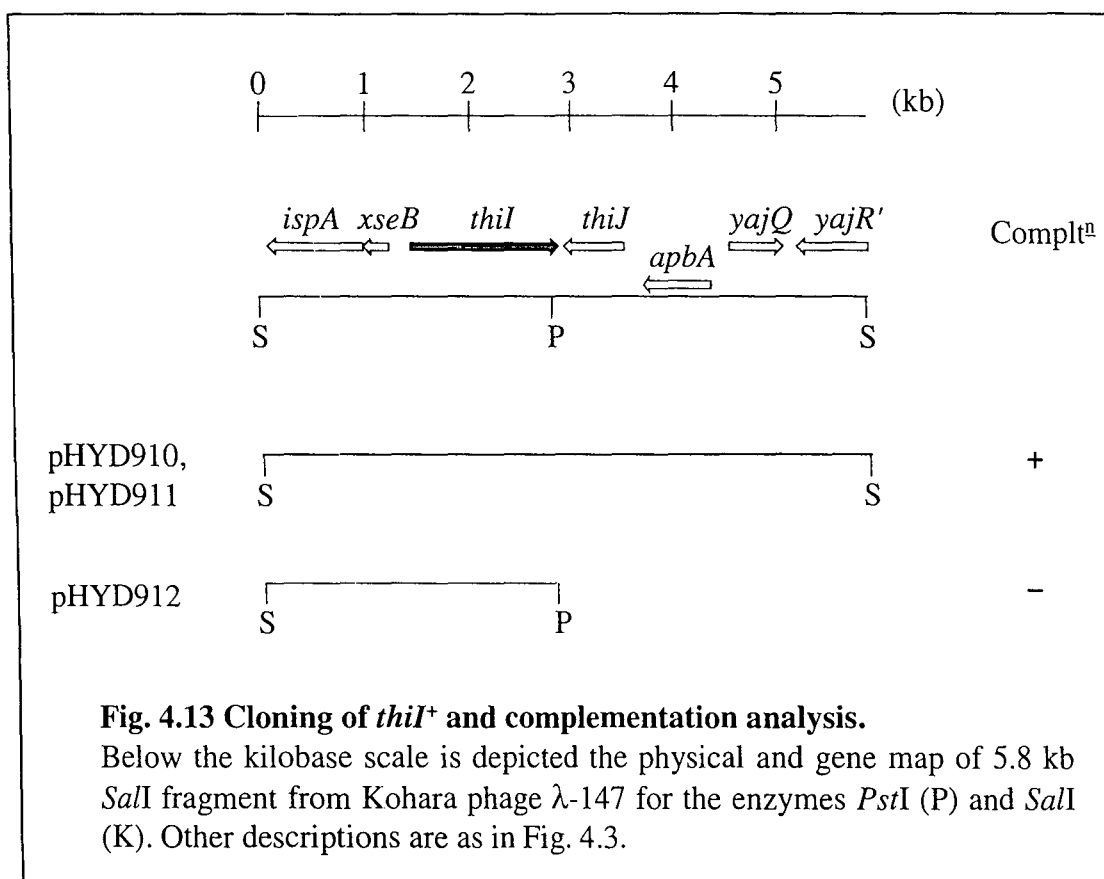 0 1 2 3 4 5 (kb)
ispA xseB thiI thiJ yajQ yajR'
apbA
Compltⁿ
S P S
pHYD910,
pHYD911
S S
+
pHYD912
S P
−
Fig. 4.13 Cloning of thiI⁺ and complementation analysis.
Below the kilobase scale is depicted the physical and gene map of 5.8 kb
SalI fragment from Kohara phage λ-147 for the enzymes PstI (P) and SalI
(K). Other descriptions are as in Fig. 4.3.